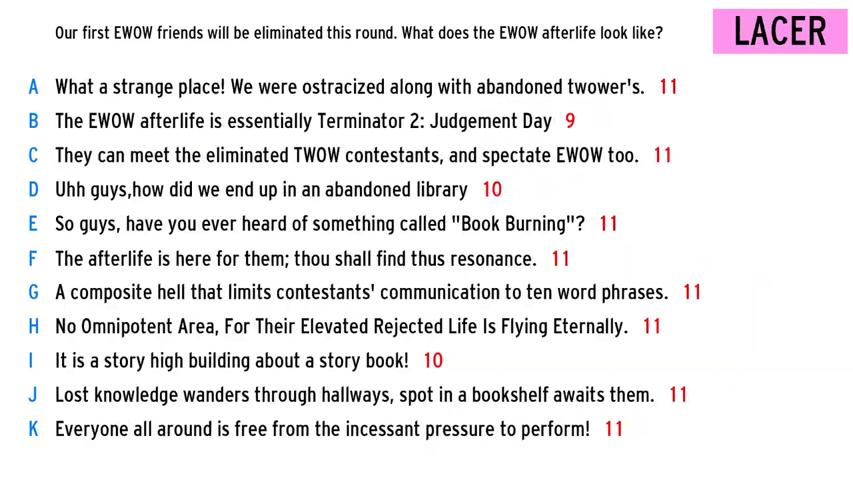 Our first EWOW friends will be eliminated this round. What does the EWOW afterlife look like?
LACER
A What a strange place! We were ostracized along with abandoned twower's. 11
B The EWOW afterlife is essentially Terminator 2: Judgement Day 9
C They can meet the eliminated TWOW contestants, and spectate EWOW too. 11
D Uhh guys,how did we end up in an abandoned library 10
E So guys, have you ever heard of something called "Book Burning"? 11
F The afterlife is here for them; thou shall find thus resonance. 11
G A composite hell that limits contestants' communication to ten word phrases. 11
H No Omnipotent Area, For Their Elevated Rejected Life Is Flying Eternally. 11
I It is a story high building about a story book! 10
J Lost knowledge wanders through hallways, spot in a bookshelf awaits them. 11
K Everyone all around is free from the incessant pressure to perform! 11